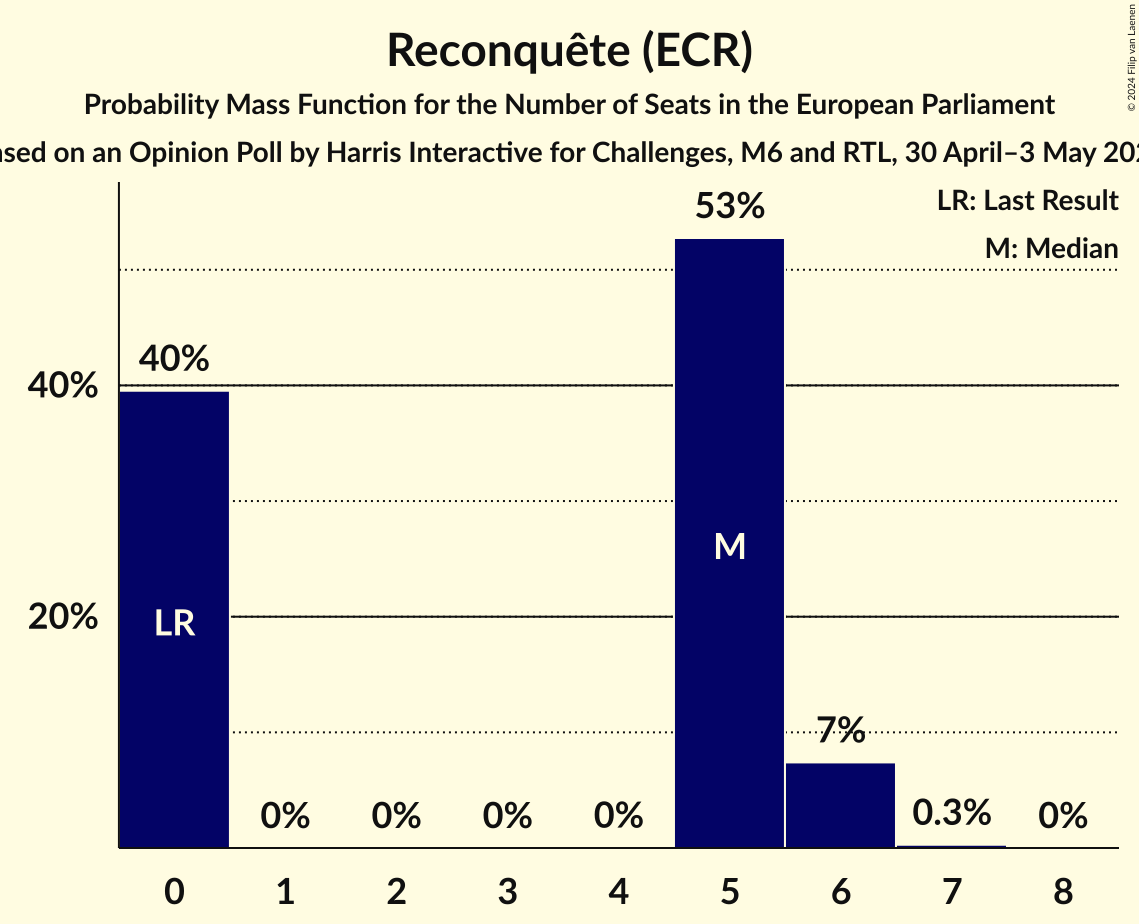 Reconquête (ECR)
Probability Mass Function for the Number of Seats in the European Parliament
on an Opinion Poll by Harris Interactive for Challenges, M6 and RTL, 30 April–3 May
© 2024 Filip van Laenen
LR: Last Result
M: Median
53%
40%
40%
M
LR
20%
7%
0% 0% 0% 0% 0.3% 0%
0 1 2 3 4 5 6 7 8